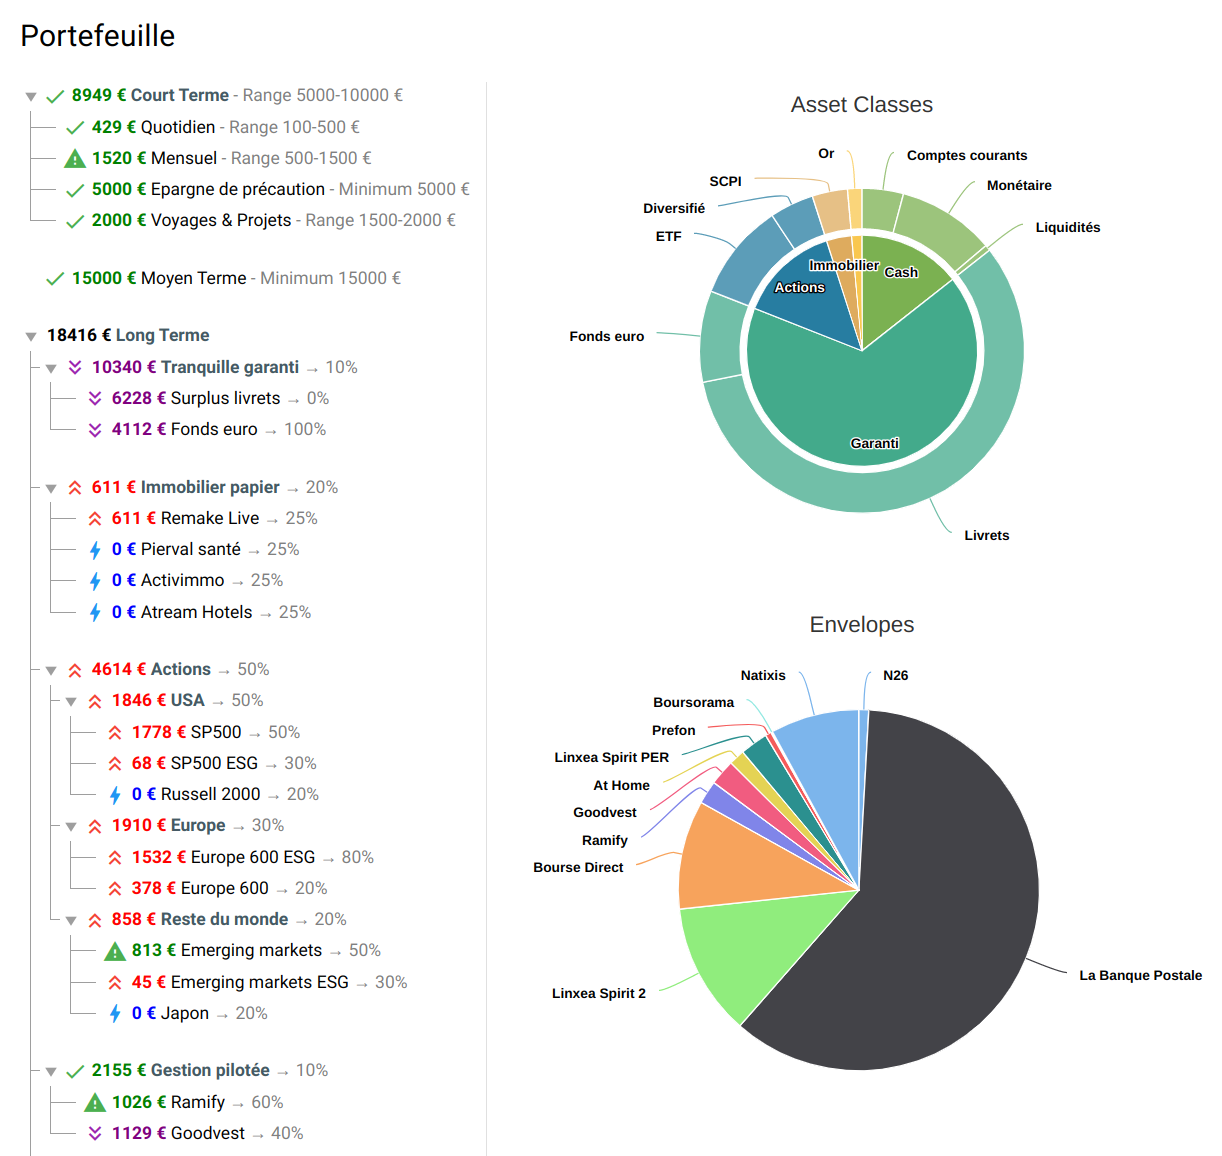 Portefeuille
8949 € Court Terme - Range 5000-10000 €
429 € Quotidien - Range 100-500 €
1520 € Mensuel - Range 500-1500 €
5000 € Epargne de précaution - Minimum 5000 €
2000 € Voyages & Projets - Range 1500-2000 €
15000 € Moyen Terme - Minimum 15000 €
18416 € Long Terme
10340 € Tranquille garanti → 10%
6228 € Surplus livrets → 0%
4112 € Fonds euro → 100%
611 € Immobilier papier → 20%
611 € Remake Live → 25%
0 € Pierval santé → 25%
0 € Activimmo → 25%
0 € Atream Hotels → 25%
4614 € Actions → 50%
1846 € USA → 50%
1778 € SP500 → 50%
68 € SP500 ESG → 30%
0 € Russell 2000 → 20%
1910 € Europe → 30%
1532 € Europe 600 ESG → 80%
378 € Europe 600 → 20%
858 € Reste du monde → 20%
813 € Emerging markets → 50%
45 € Emerging markets ESG → 30%
0 € Japon → 20%
2155 € Gestion pilotée → 10%
1026 € Ramify → 60%
1129 € Goodvest → 40%
Asset Classes
Or
Comptes courants
SCPI
Monétaire
Diversifié
Liquidités
ETF
Immobilier
Cash
Actions
Fonds euro
Garanti
Livrets
Envelopes
Natixis
N26
Boursorama
Prefon
Linxea Spirit PER
At Home
Goodvest
Ramify
Bourse Direct
La Banque Postale
Linxea Spirit 2